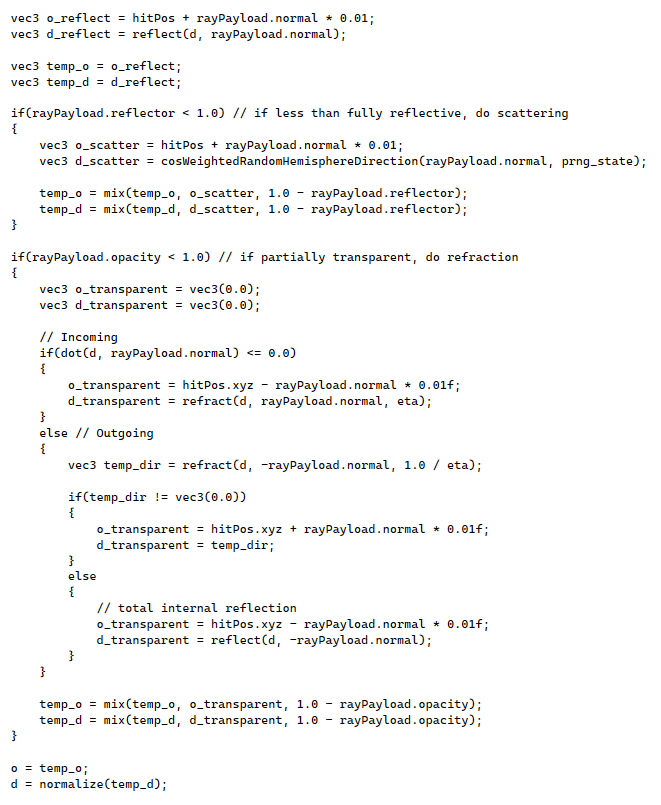 vec3 o_reflect = hitPos + rayPayload.normal * 0.01;
vec3 d_reflect = reflect(d, rayPayload.normal);

vec3 temp_o = o_reflect;
vec3 temp_d = d_reflect;

if(rayPayload.reflector < 1.0) // if less than fully reflective, do scattering
{
    vec3 o_scatter = hitPos + rayPayload.normal * 0.01;
    vec3 d_scatter = cosWeightedRandomHemisphereDirection(rayPayload.normal, prng_state);

    temp_o = mix(temp_o, o_scatter, 1.0 - rayPayload.reflector);
    temp_d = mix(temp_d, d_scatter, 1.0 - rayPayload.reflector);
}

if(rayPayload.opacity < 1.0) // if partially transparent, do refraction
{
    vec3 o_transparent = vec3(0.0);
    vec3 d_transparent = vec3(0.0);

    // Incoming
    if(dot(d, rayPayload.normal) <= 0.0)
    {
        o_transparent = hitPos.xyz - rayPayload.normal * 0.01f;
        d_transparent = refract(d, rayPayload.normal, eta);
    }
    else // Outgoing
    {
        vec3 temp_dir = refract(d, -rayPayload.normal, 1.0 / eta);

        if(temp_dir != vec3(0.0))
        {
            o_transparent = hitPos.xyz + rayPayload.normal * 0.01f;
            d_transparent = temp_dir;
        }
        else
        {
            // total internal reflection
            o_transparent = hitPos.xyz - rayPayload.normal * 0.01f;
            d_transparent = reflect(d, -rayPayload.normal);
        }
    }

    temp_o = mix(temp_o, o_transparent, 1.0 - rayPayload.opacity);
    temp_d = mix(temp_d, d_transparent, 1.0 - rayPayload.opacity);
}

o = temp_o;
d = normalize(temp_d);